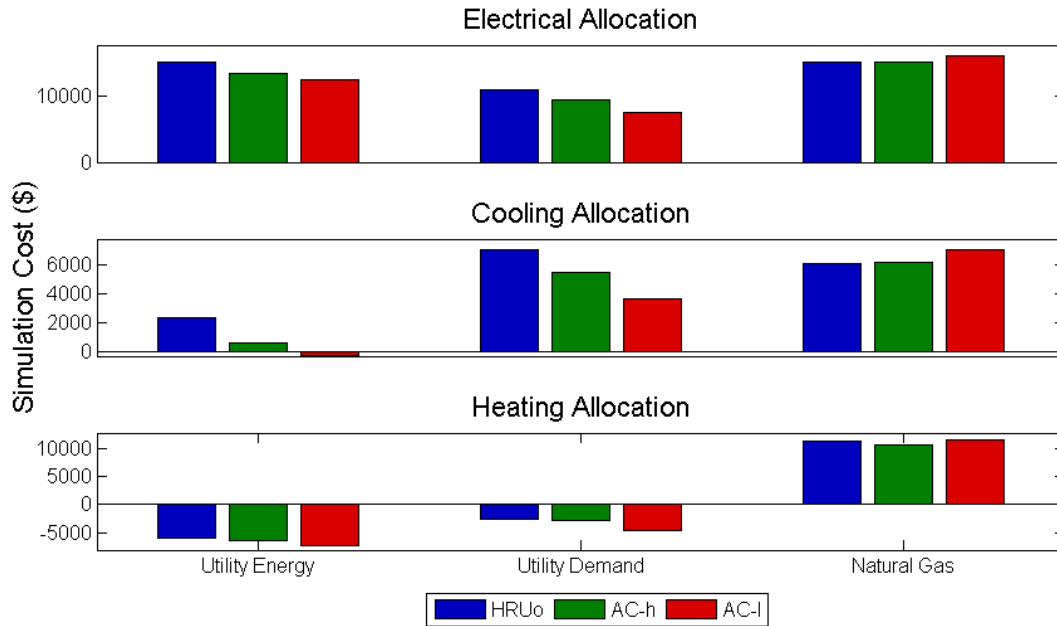 Electrical Allocation
10000
0
Simulation Cost ($)
Cooling Allocation
6000
4000
2000
0
Heating Allocation
10000
5000
0
-5000
Utility Energy Utility Demand Natural Gas
HRUo AC-h AC-l